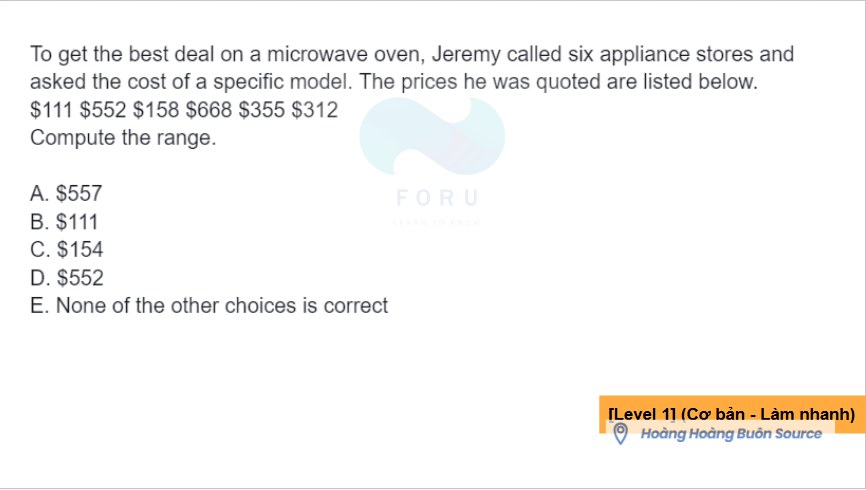 To get the best deal on a microwave oven, Jeremy called six appliance stores and
asked the cost of a specific model. The prices he was quoted are listed below.
$111 $552 $158 $668 $355 $312
Compute the range.
FORU
A. $557
B. $111
C. $154
D. $552
E. None of the other choices is correct
[Level 1] (Cơ bản - Làm nhanh)
Hoàng Hoàng Buôn Source